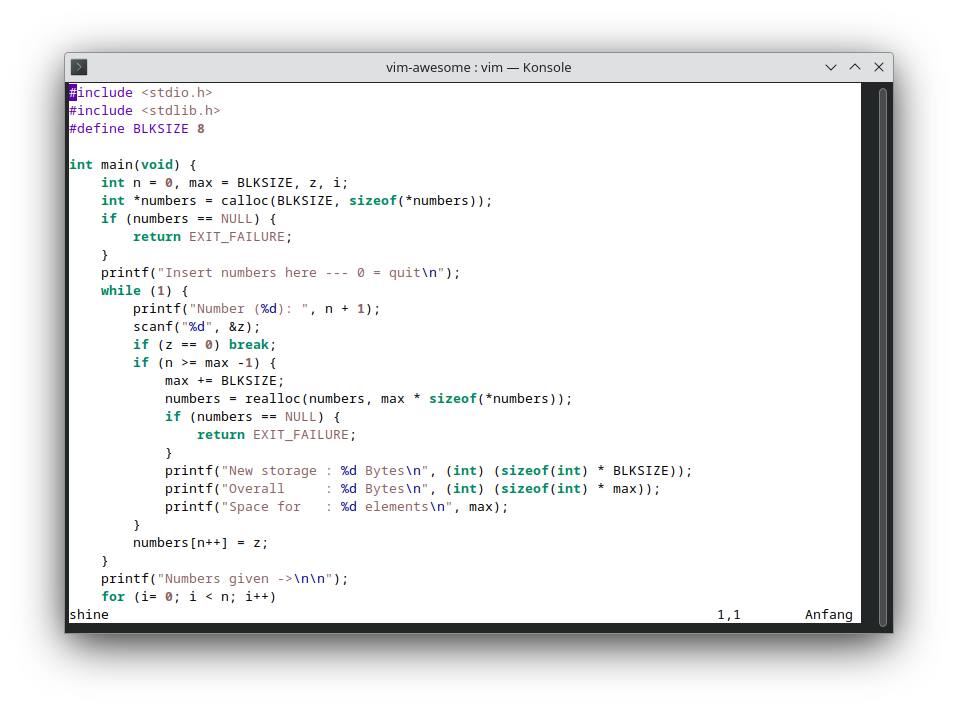 vim-awesome : vim — Konsole
#include <stdio.h>
#include <stdlib.h>
#define BLKSIZE 8

int main(void) {
    int n = 0, max = BLKSIZE, z, i;
    int *numbers = calloc(BLKSIZE, sizeof(*numbers));
    if (numbers == NULL) {
        return EXIT_FAILURE;
    }
    printf("Insert numbers here --- 0 = quit\n");
    while (1) {
        printf("Number (%d): ", n + 1);
        scanf("%d", &z);
        if (z == 0) break;
        if (n >= max -1) {
            max += BLKSIZE;
            numbers = realloc(numbers, max * sizeof(*numbers));
            if (numbers == NULL) {
                return EXIT_FAILURE;
            }
            printf("New storage : %d Bytes\n", (int) (sizeof(int) * BLKSIZE));
            printf("Overall     : %d Bytes\n", (int) (sizeof(int) * max));
            printf("Space for   : %d elements\n", max);
        }
        numbers[n++] = z;
    }
    printf("Numbers given ->\n\n");
    for (i= 0; i < n; i++)
shine 1,1 Anfang